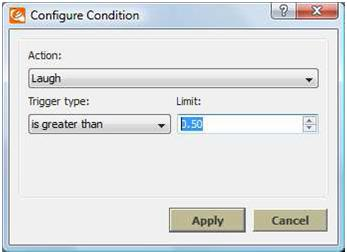 Configure Condition
Action:
Laugh
Trigger type: Limit:
is greater than 0.50
Apply Cancel